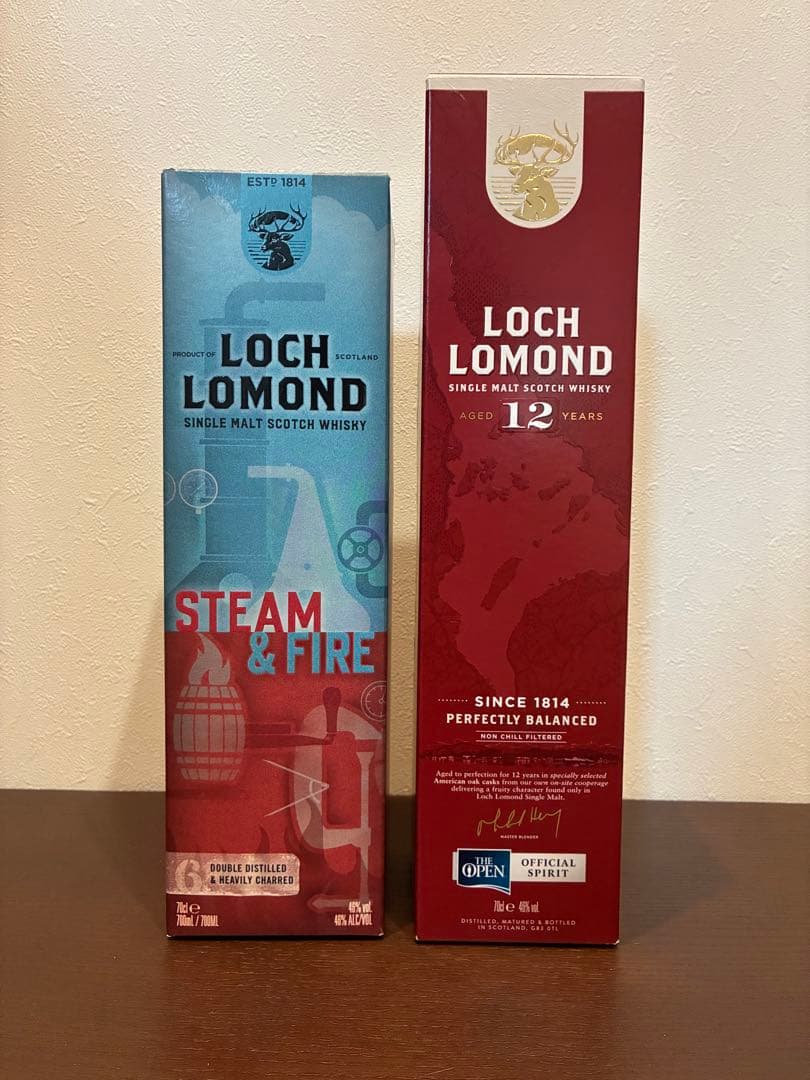 ESTD 1814
PRODUCT OF LOCH SCOTLAND
LOMOND
SINGLE MALT SCOTCH WHISKY
STEAM
& FIRE
6
DOUBLE DISTILLED
& HEAVILY CHARRED
70cl e
700mL / 700ML
46% vol.
46% ALC/VOL
LOCH
LOMOND
SINGLE MALT SCOTCH WHISKY
AGED 12 YEARS
SINCE 1814
PERFECTLY BALANCED
NON CHILL FILTERED
Aged to perfection for 12 years in specially selected
American oak casks from our own on-site cooperage
delivering a fruity character found only in
Loch Lomond Single Malt.
MASTER BLENDER
THE
OPEN
OFFICIAL
SPIRIT
70cl e 46% vol.
DISTILLED, MATURED & BOTTLED
IN SCOTLAND, G83 0TL